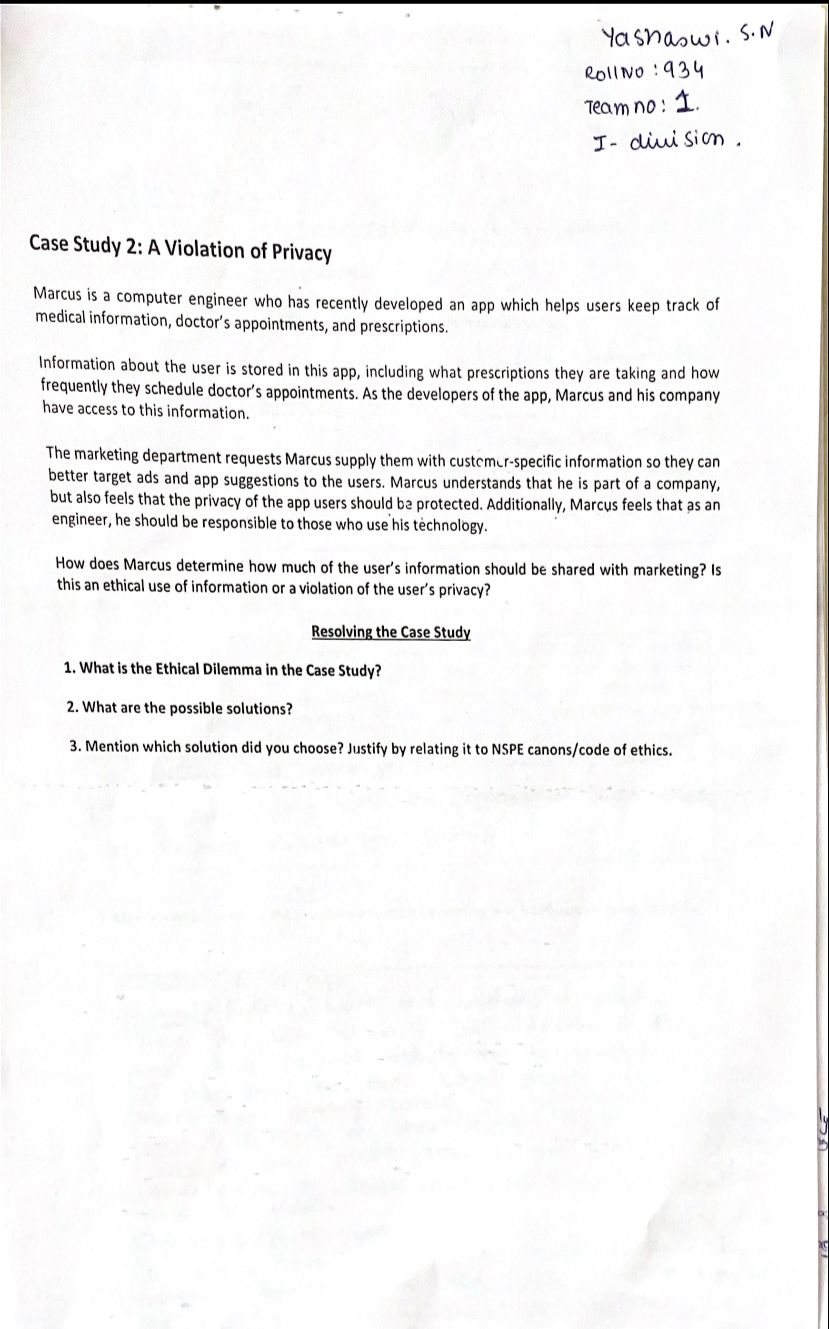 Yashaswi. S.N
Roll No : 934
Team no: 1.
I - division .
Case Study 2: A Violation of Privacy
Marcus is a computer engineer who has recently developed an app which helps users keep track of
medical information, doctor's appointments, and prescriptions.
Information about the user is stored in this app, including what prescriptions they are taking and how
frequently they schedule doctor's appointments. As the developers of the app, Marcus and his company
have access to this information.
The marketing department requests Marcus supply them with customer-specific information so they can
better target ads and app suggestions to the users. Marcus understands that he is part of a company,
but also feels that the privacy of the app users should be protected. Additionally, Marcus feels that as an
engineer, he should be responsible to those who use his technology.
How does Marcus determine how much of the user's information should be shared with marketing? Is
this an ethical use of information or a violation of the user's privacy?
Resolving the Case Study
1. What is the Ethical Dilemma in the Case Study?
2. What are the possible solutions?
3. Mention which solution did you choose? Justify by relating it to NSPE canons/code of ethics.